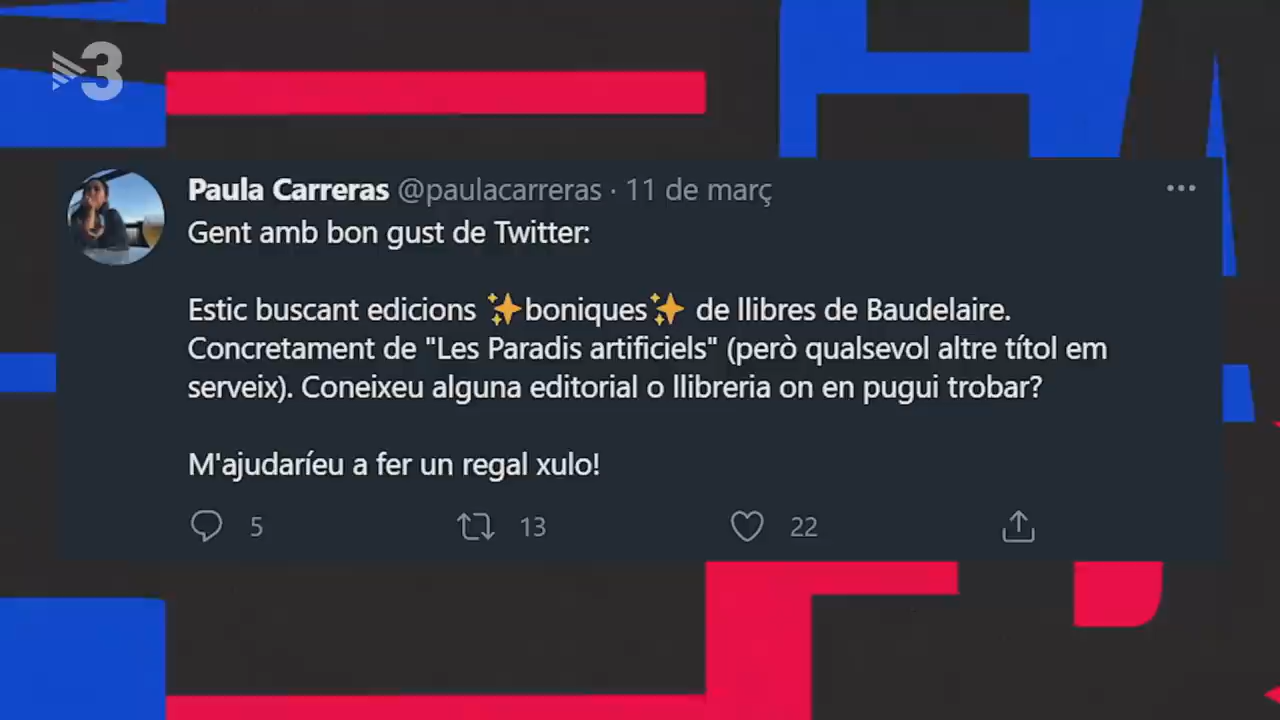 3
Paula Carreras @paulacarreras · 11 de març
Gent amb bon gust de Twitter:
Estic buscant edicions ✨boniques✨ de llibres de Baudelaire.
Concretament de "Les Paradis artificiels" (però qualsevol altre títol em
serveix). Coneixeu alguna editorial o llibreria on en pugui trobar?
M'ajudaríeu a fer un regal xulo!
5 13 22